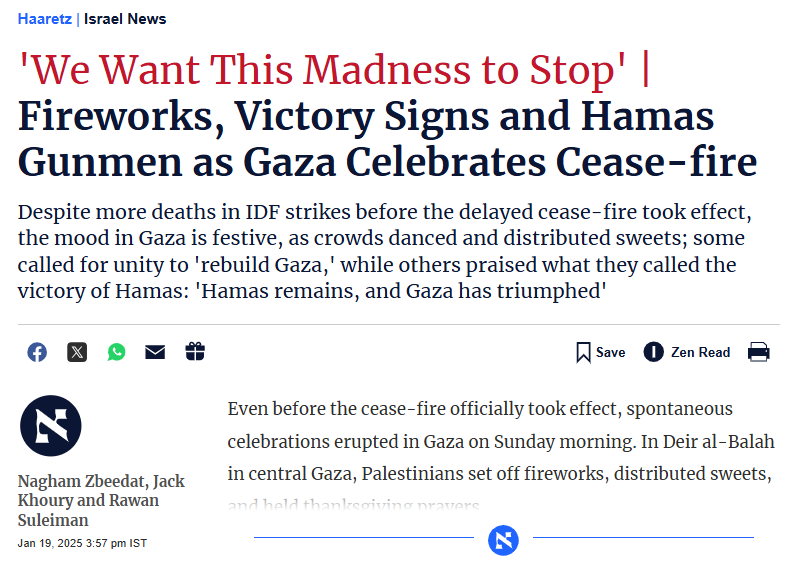 Haaretz | Israel News
'We Want This Madness to Stop' |
Fireworks, Victory Signs and Hamas
Gunmen as Gaza Celebrates Cease-fire
Despite more deaths in IDF strikes before the delayed cease-fire took effect,
the mood in Gaza is festive, as crowds danced and distributed sweets; some
called for unity to 'rebuild Gaza,' while others praised what they called the
victory of Hamas: 'Hamas remains, and Gaza has triumphed'
Save
Zen Read
Nagham Zbeedat, Jack
Khoury and Rawan
Suleiman
Jan 19, 2025 3:57 pm IST
Even before the cease-fire officially took effect, spontaneous
celebrations erupted in Gaza on Sunday morning. In Deir al-Balah
in central Gaza, Palestinians set off fireworks, distributed sweets,
and held thanksgiving prayers.